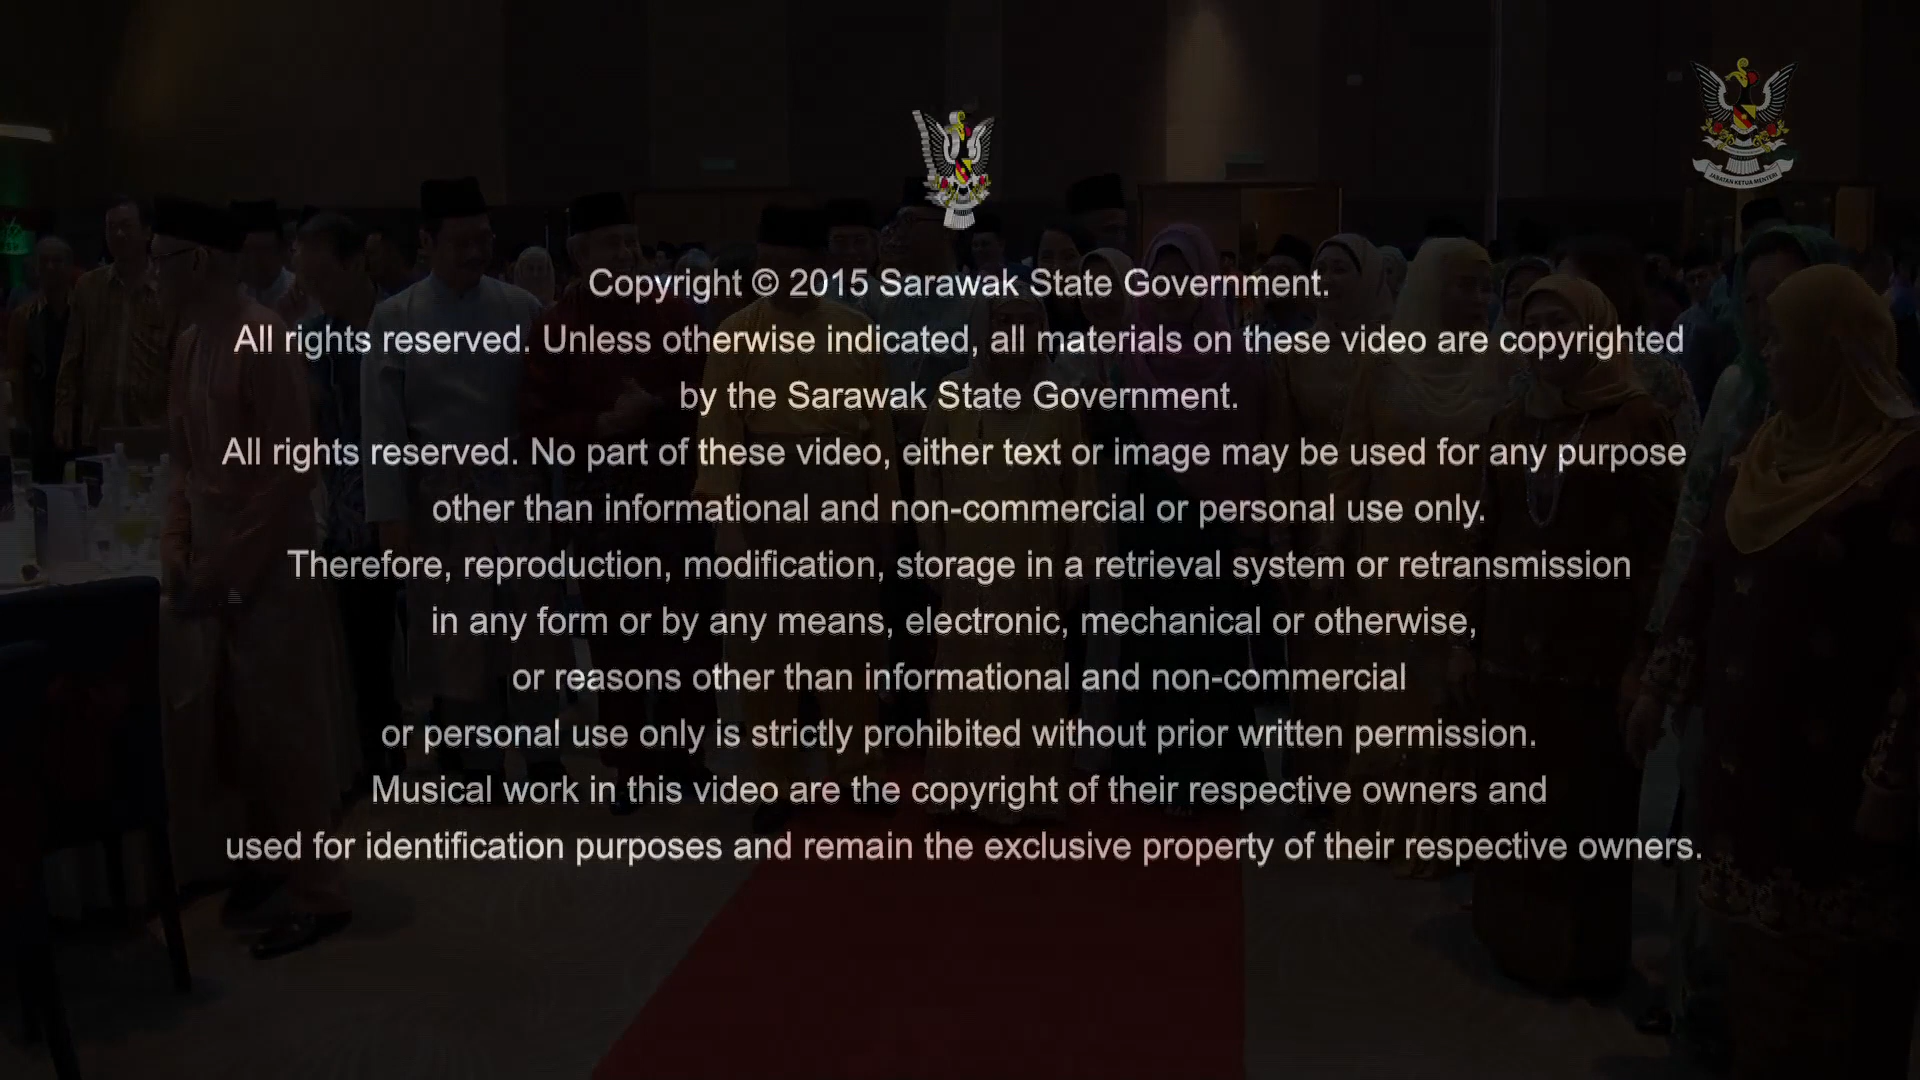 JABATAN KETUA MENTERI
Copyright © 2015 Sarawak State Government.
All rights reserved. Unless otherwise indicated, all materials on these video are copyrighted
by the Sarawak State Government.
All rights reserved. No part of these video, either text or image may be used for any purpose
other than informational and non-commercial or personal use only.
Therefore, reproduction, modification, storage in a retrieval system or retransmission
in any form or by any means, electronic, mechanical or otherwise,
or reasons other than informational and non-commercial
or personal use only is strictly prohibited without prior written permission.
Musical work in this video are the copyright of their respective owners and
used for identification purposes and remain the exclusive property of their respective owners.